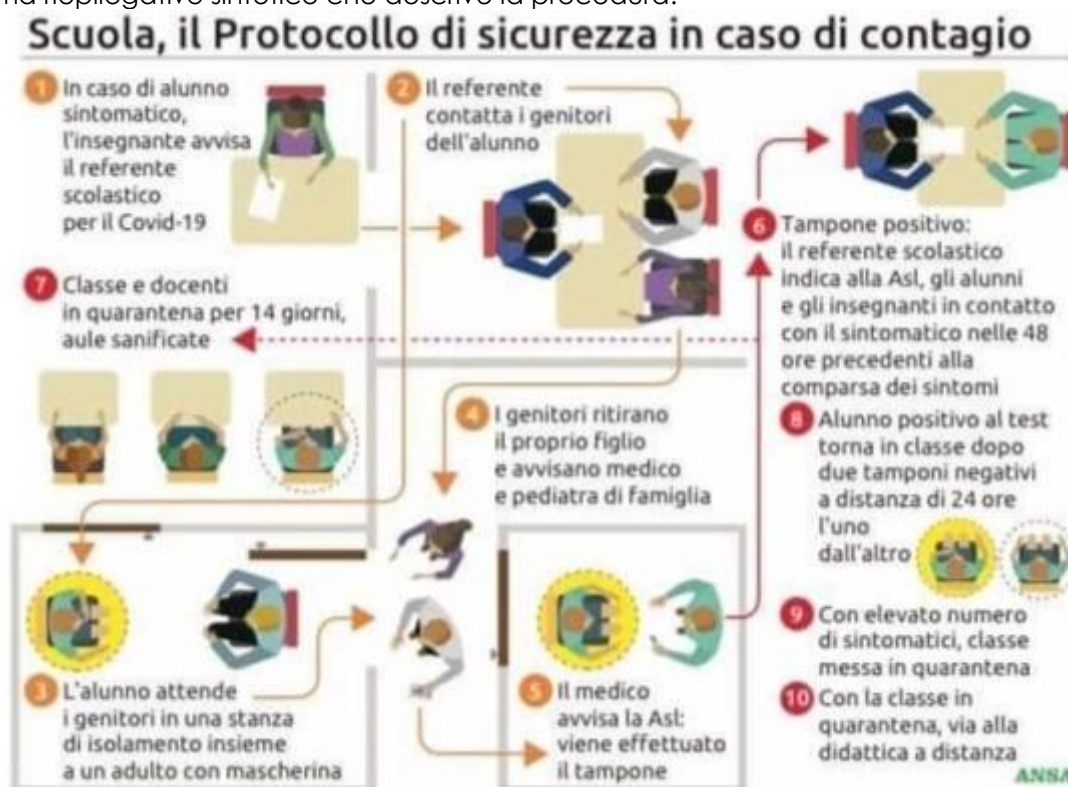 riepilogativo sintetico che descrive la procedura:
Scuola, il Protocollo di sicurezza in caso di contagio
1 In caso di alunno
sintomatico,
l'insegnante avvisa
il referente
scolastico
per il Covid-19
2 Il referente
contatta i genitori
dell'alunno
7 Classe e docenti
in quarantena per 14 giorni,
aule sanificate
6 Tampone positivo:
il referente scolastico
indica alla Asl, gli alunni
e gli insegnanti in contatto
con il sintomatico nelle 48
ore precedenti alla
comparsa dei sintomi
4 I genitori ritirano
il proprio figlio
e avvisano medico
e pediatra di famiglia
8 Alunno positivo al test
torna in classe dopo
due tamponi negativi
a distanza di 24 ore
l'uno
dall'altro
3 L'alunno attende
i genitori in una stanza
di isolamento insieme
a un adulto con mascherina
5 Il medico
avvisa la Asl:
viene effettuato
il tampone
9 Con elevato numero
di sintomatici, classe
messa in quarantena
10 Con la classe in
quarantena, via alla
didattica a distanza
ANSA